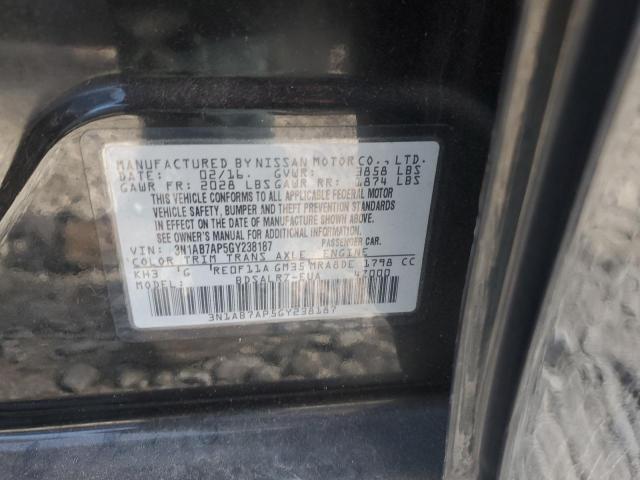 MANUFACTURED BY NISSAN MOTOR CO., LTD.
DATE: 02/16. GVWR: 3858 LBS
GAWR FR: 2028 LBS GAWR RR: 1874 LBS
THIS VEHICLE CONFORMS TO ALL APPLICABLE FEDERAL MOTOR
VEHICLE SAFETY, BUMPER AND THEFT PREVENTION STANDARDS
IN EFFECT ON THE DATE OF MANUFACTURE SHOWN ABOVE.
SEE OWNER'S MANUAL FOR ADDITIONAL INFORMATION
VIN: 3N1AB7AP5GY238187 PASSENGER CAR.
COLOR TRIM TRANS AXLE ENGINE
KH3 G RE0F11A GM35 MRA8DE 1798 CC
MODEL: BDSALRZ-EUA 47000
3N1AB7AP5GY238187